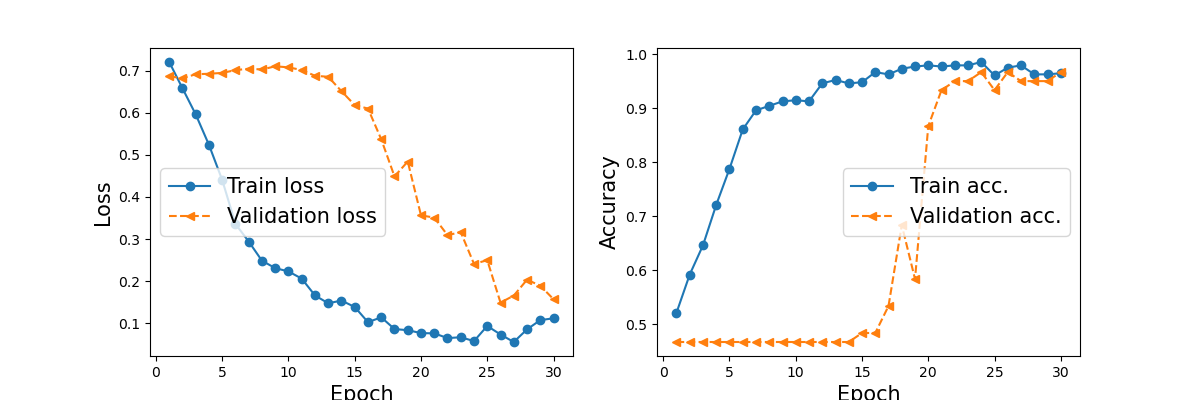 0.7
0.6
0.5
0.4
0.3
0.2
0.1
Loss
Train loss
Validation loss
0 5 10 15 20 25 30
Epoch
1.0
0.9
0.8
0.7
0.6
0.5
Accuracy
Train acc.
Validation acc.
0 5 10 15 20 25 30
Epoch